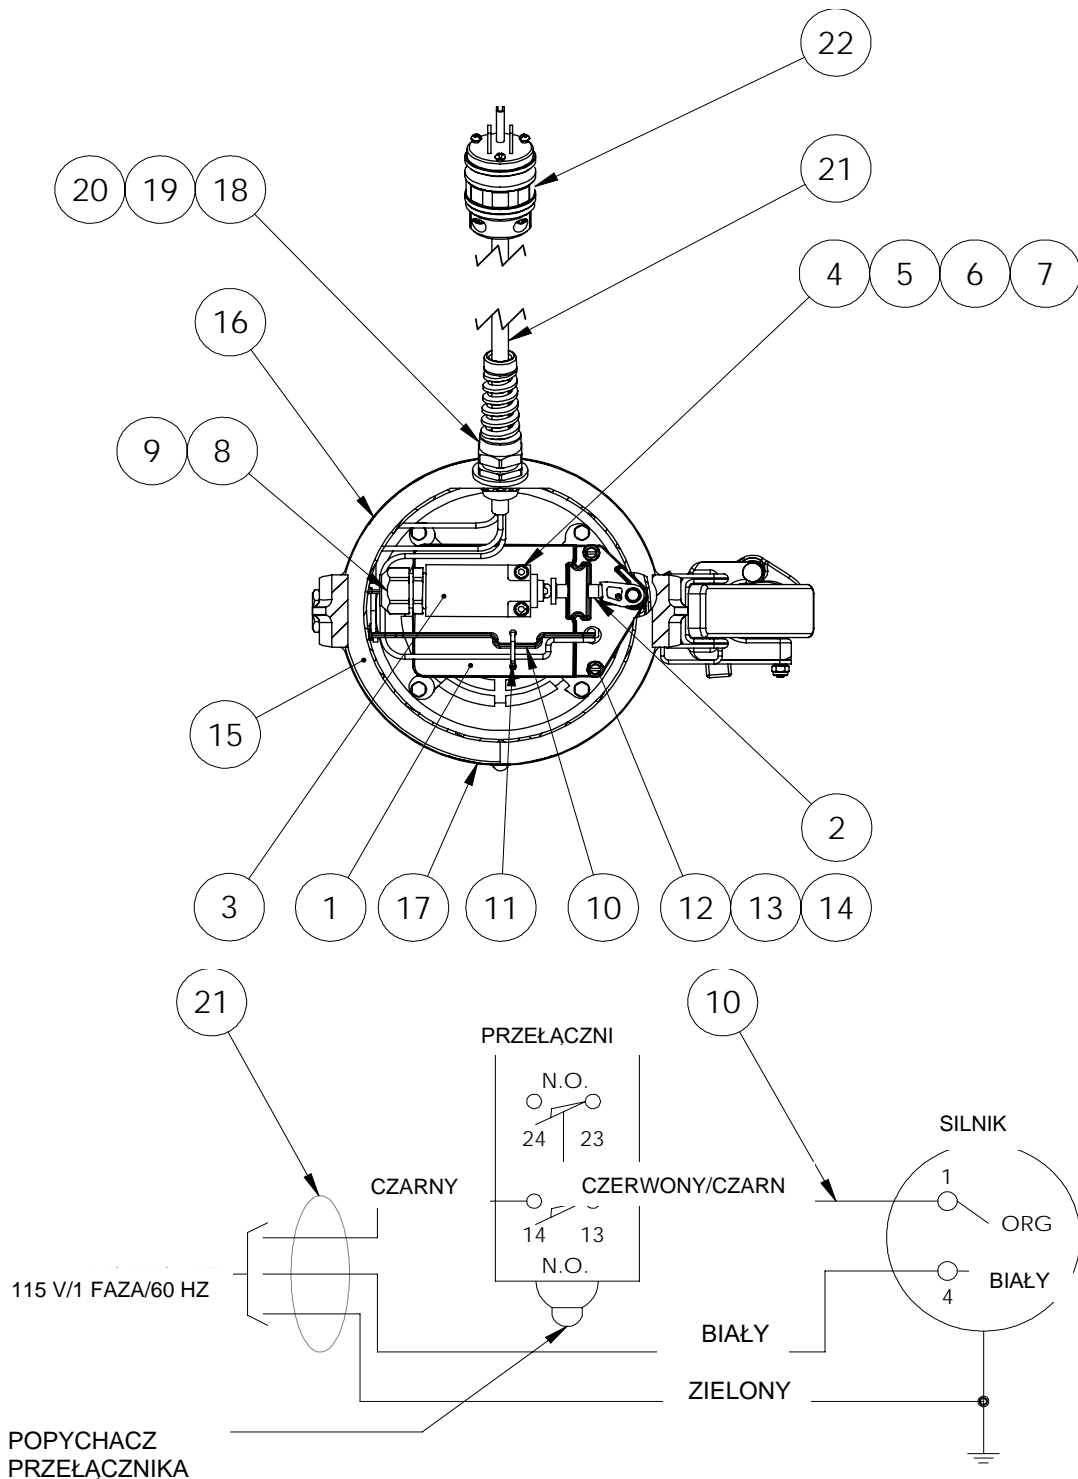 22
20 19 18
21
4 5 6 7
16
9 8
15
2
3 1 17 11 10 12 13 14
21
10
PRZEŁĄCZNI
N.O.
24 23
SILNIK
CZARNY
CZERWONY/CZARN
1
14 13
ORG
N.O.
115 V/1 FAZA/60 HZ
BIAŁY
4
BIAŁY
ZIELONY
POPYCHACZ
PRZEŁĄCZNIKA